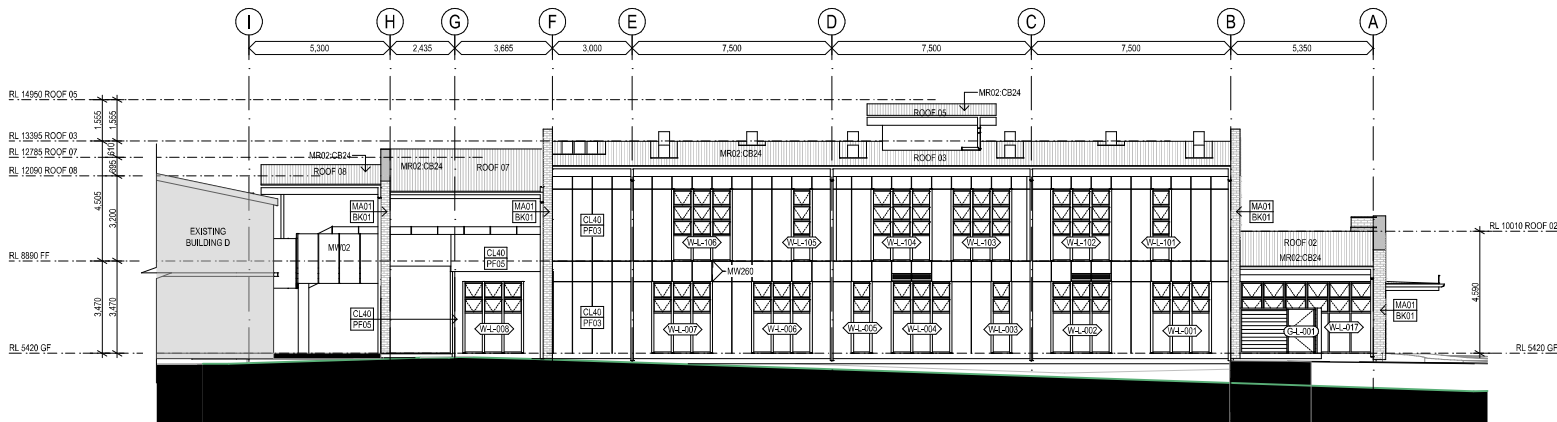 I H G F E D C B A
5,300 2,435 3,665 3,000 7,500 7,500 7,500 5,350
RL 14950 ROOF 05
MR02:CB24
ROOF 05
1,555 1,555
RL 13395 ROOF 03
610
RL 12785 ROOF 07
695
RL 12090 ROOF 08
MR02:CB24
ROOF 08
MR02:CB24
ROOF 07
MR02:CB24
ROOF 03
4,505
3,200
MA01
BK01
MA01
BK01
CL40
PF03
MA01
BK01
EXISTING
BUILDING D
MW02
CL40
PF05
W-L-106 W-L-105 W-L-104 W-L-103 W-L-102 W-L-101
RL 10010 ROOF 02
ROOF 02
MR02:CB24
RL 8890 FF
MW260
3,470
3,470
CL40
PF05
CL40
PF03
4,590
MA01
BK01
W-L-008 W-L-007 W-L-006 W-L-005 W-L-004 W-L-003 W-L-002 W-L-001 G-L-001 W-L-017
RL 5420 GF
RL 5420 GF